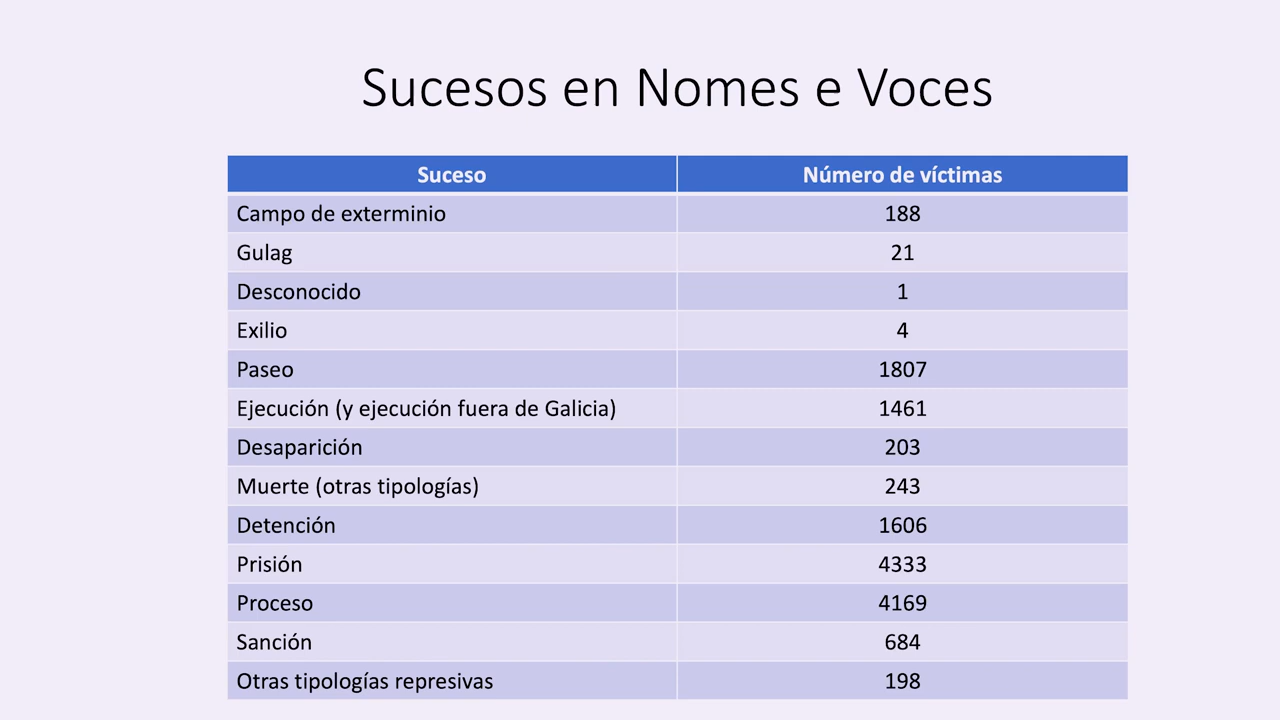 Sucesos en Nomes e Voces
Suceso Número de víctimas
Campo de exterminio 188
Gulag 21
Desconocido 1
Exilio 4
Paseo 1807
Ejecución (y ejecución fuera de Galicia) 1461
Desaparición 203
Muerte (otras tipologías) 243
Detención 1606
Prisión 4333
Proceso 4169
Sanción 684
Otras tipologías represivas 198